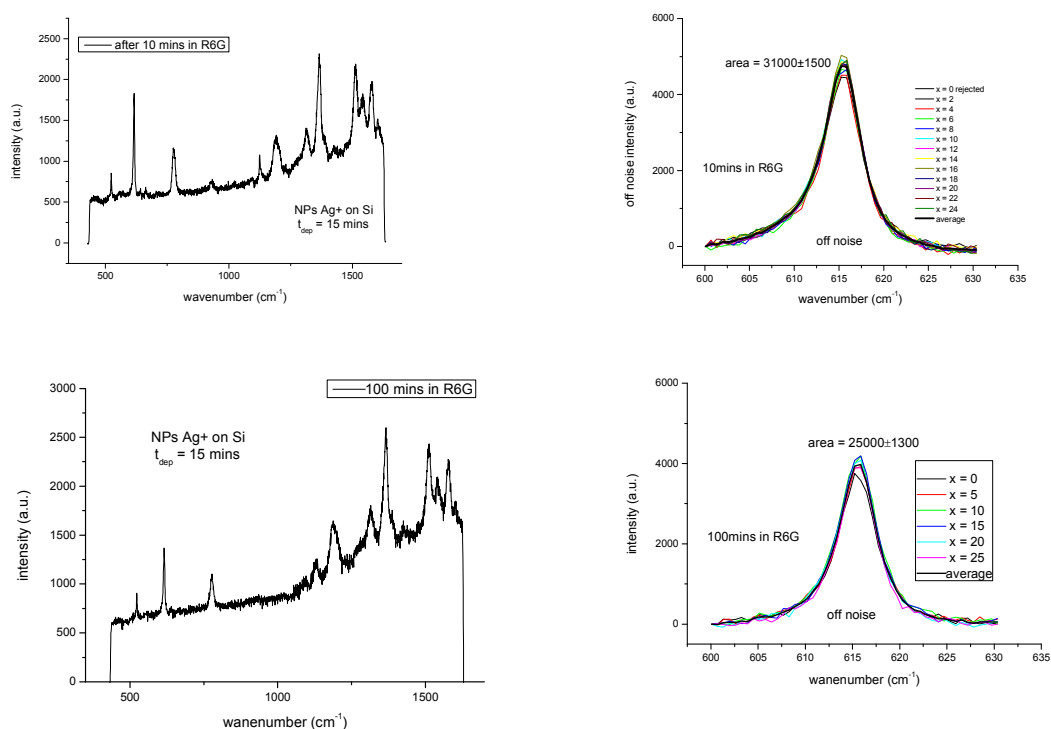 2500
2000
1500
1000
500
0
500
1000
1500
intensity (a.u.)
wavenumber (cm-1)
after 10 mins in R6G
NPs Ag+ on Si
tdep = 15 mins
6000
4000
2000
0
600
605
610
615
620
625
630
635
off noise intensity (a.u.)
wavenumber (cm-1)
area = 31000±1500
10mins in R6G
off noise
x = 0 rejected
x = 2
x = 4
x = 6
x = 8
x = 10
x = 12
x = 14
x = 16
x = 18
x = 20
x = 22
x = 24
average
3000
2500
2000
1500
1000
500
0
500
1000
1500
intensity (a.u.)
wanenumber (cm-1)
100 mins in R6G
NPs Ag+ on Si
tdep = 15 mins
6000
4000
2000
0
600
605
610
615
620
625
630
635
intensity (a.u.)
wanenumber (cm-1)
area = 25000±1300
100mins in R6G
off noise
x = 0
x = 5
x = 10
x = 15
x = 20
x = 25
average